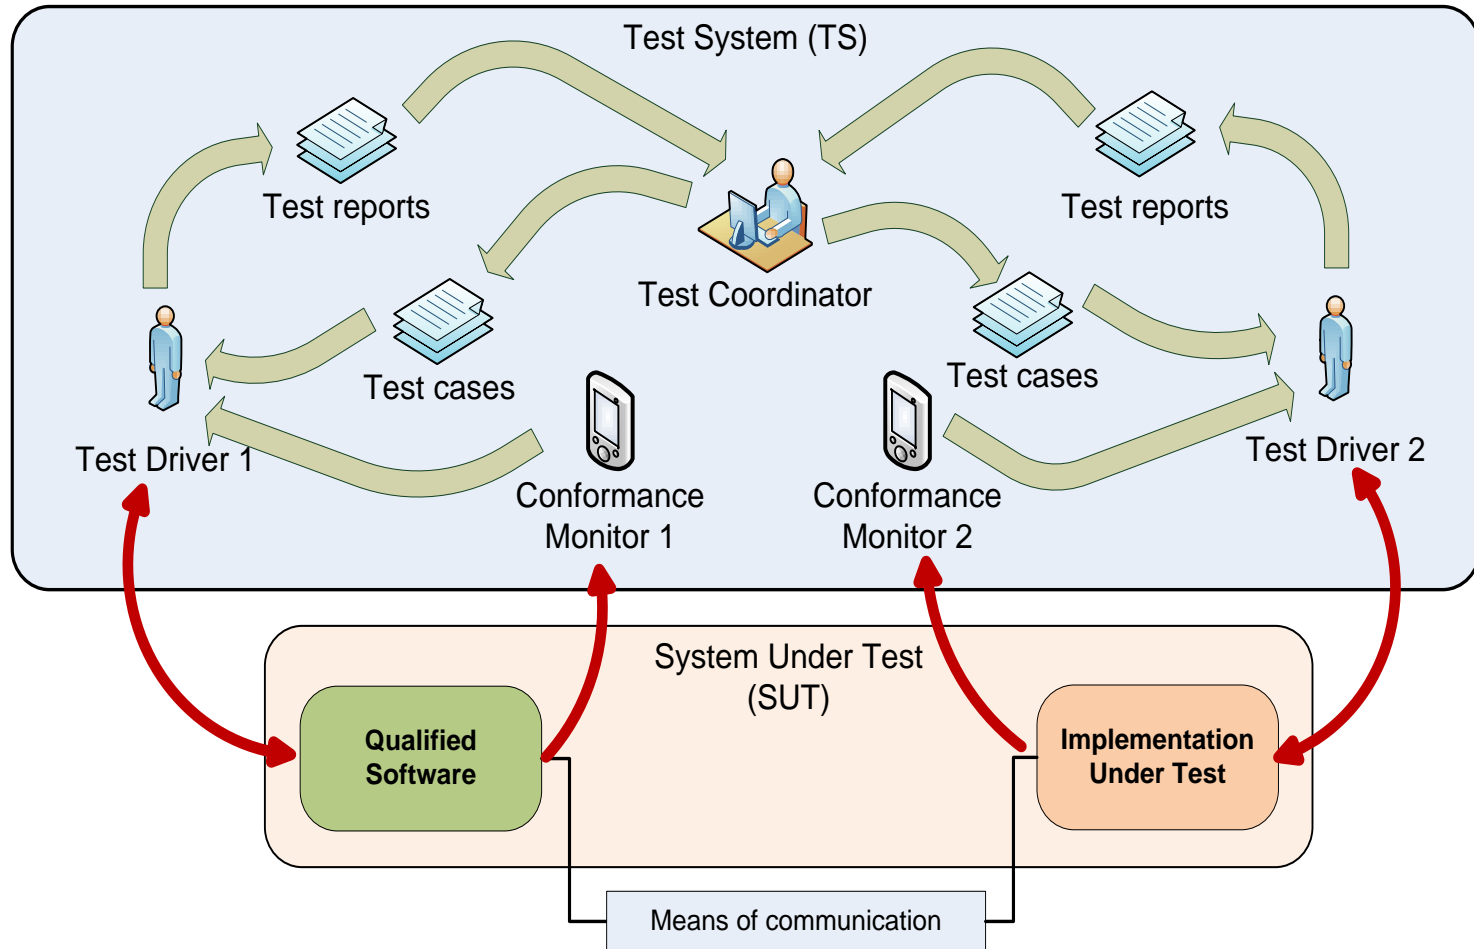 Test System (TS)
Test reports
Test reports
Test Coordinator
Test cases
Test cases
Test Driver 1
Test Driver 2
Conformance
Monitor 1
Conformance
Monitor 2
System Under Test
(SUT)
Qualified
Software
Implementation
Under Test
Means of communication